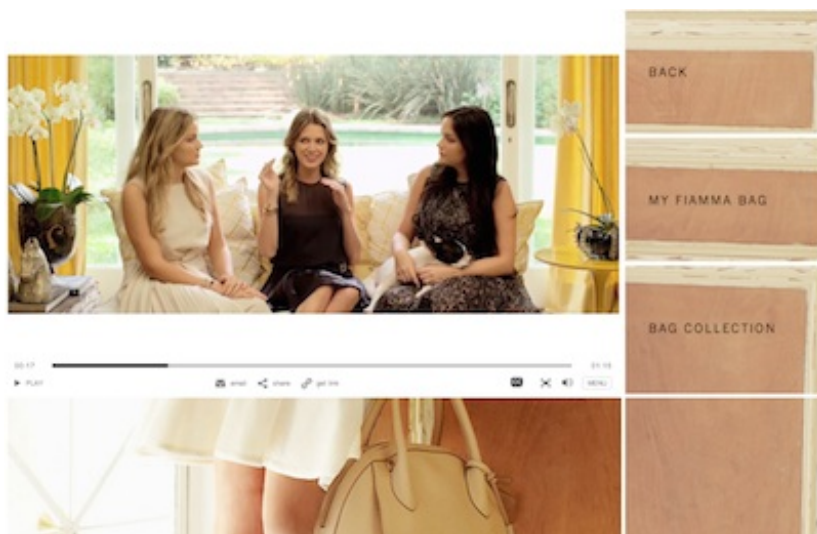 BACK
MY FIAMMA BAG
BAG COLLECTION
00:17
01:15
PLAY
email
share
get link
MENU